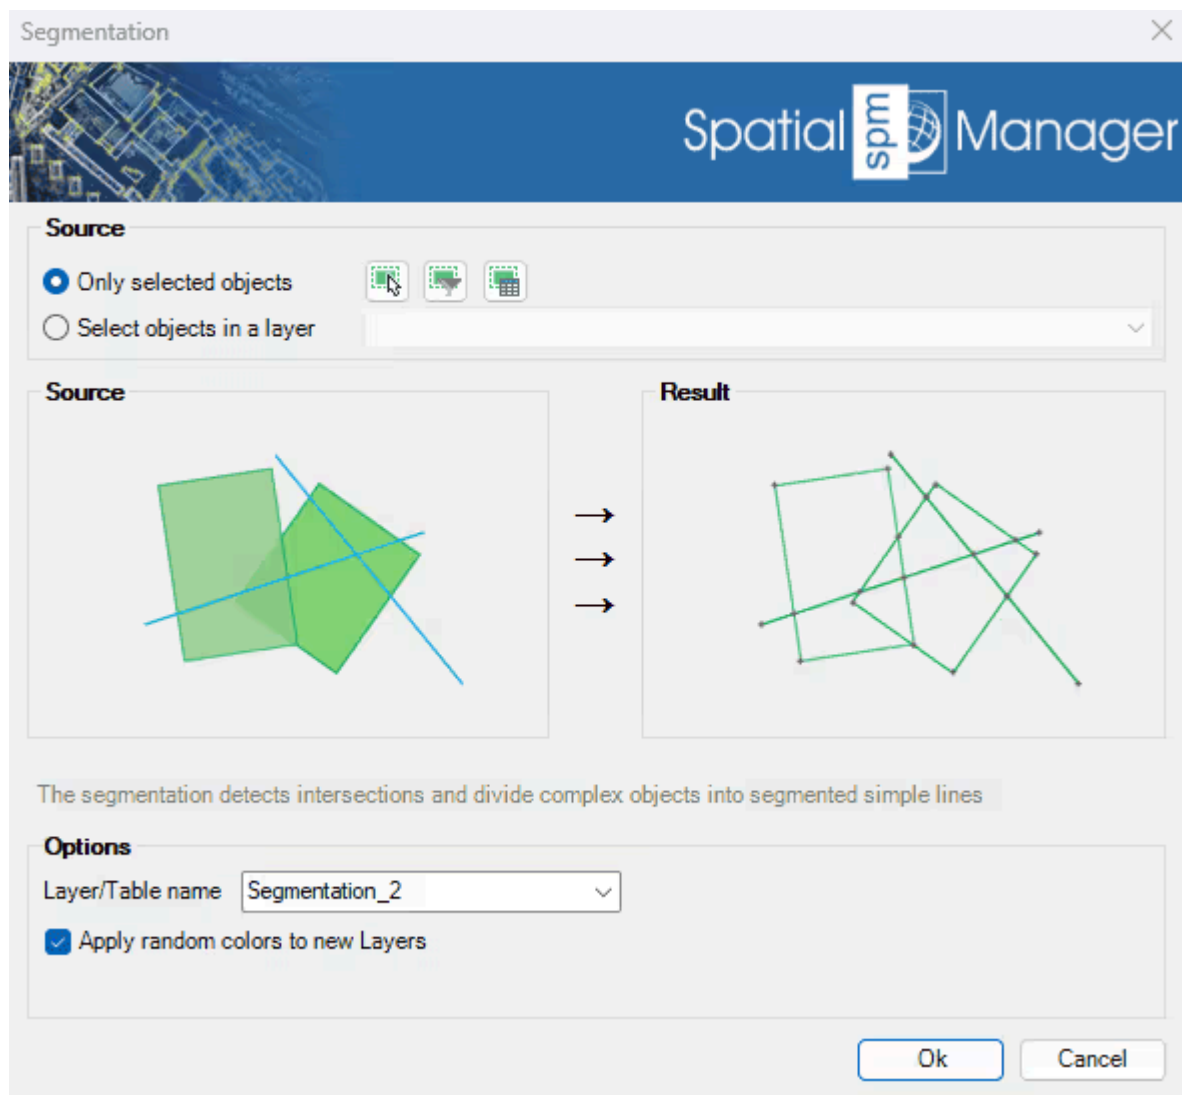 Segmentation
Spatial spm Manager
Source
Only selected objects
Select objects in a layer
Source
Result
The segmentation detects intersections and divide complex objects into segmented simple lines
Options
Layer/Table name Segmentation_2
Apply random colors to new Layers
Ok Cancel